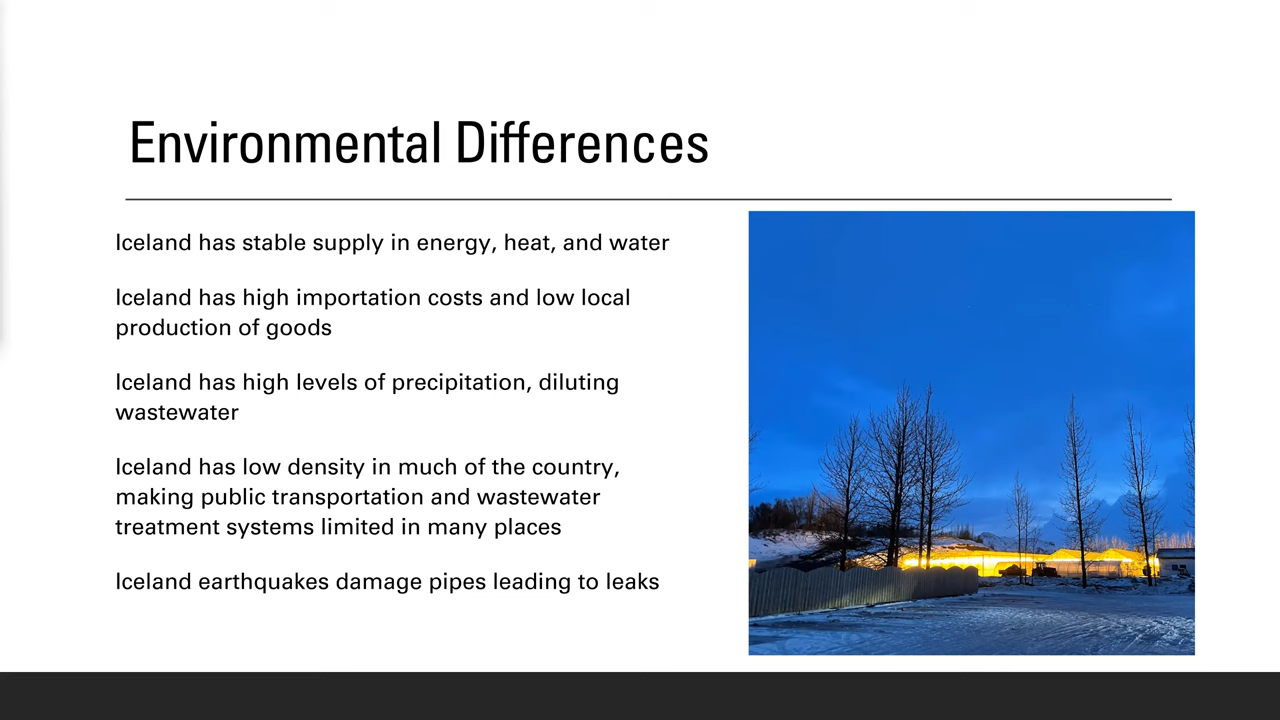 Environmental Differences
Iceland has stable supply in energy, heat, and water
Iceland has high importation costs and low local
production of goods
Iceland has high levels of precipitation, diluting
wastewater
Iceland has low density in much of the country,
making public transportation and wastewater
treatment systems limited in many places
Iceland earthquakes damage pipes leading to leaks